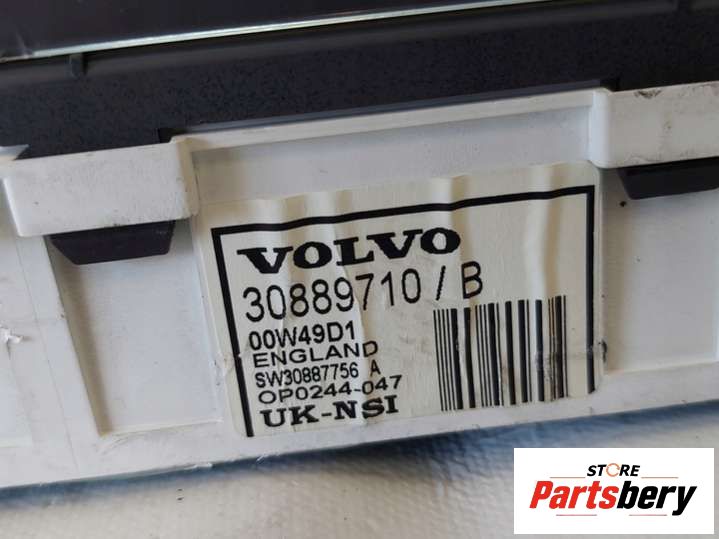 VOLVO
30889710/B
00W49D1
ENGLAND
SW30887756 A
OP0244-047
UK-NSI
STORE
Partsbery